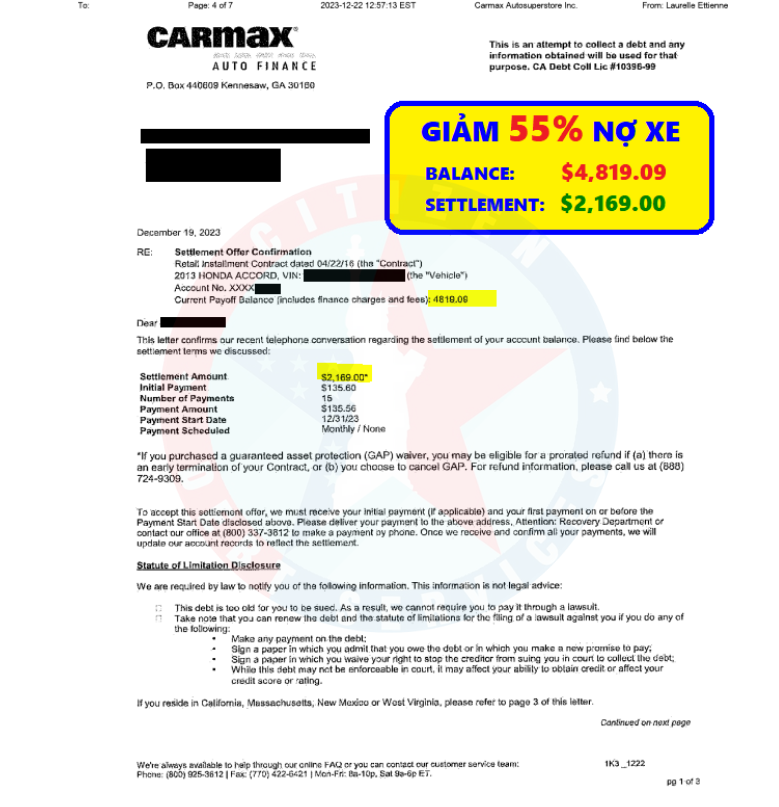 To: Page: 4 of 7 2023-12-22 12:57:13 EST Carmax Autosuperstore Inc. From: Laurelle Ettienne
CARMAX
AUTO FINANCE
This is an attempt to collect a debt and any
information obtained will be used for that
purpose. CA Debt Coll Lic #10396-99
P.O. Box 440609 Kennesaw, GA 30160
GIẢM 55% NỢ XE
BALANCE: $4,819.09
SETTLEMENT: $2,169.00
December 19, 2023
RE: Settlement Offer Confirmation
Retail Installment Contract dated 04/22/16 (the "Contract")
2013 HONDA ACCORD, VIN: (the "Vehicle")
Account No. XXXX
Current Payoff Balance (includes finance charges and fees): 4819.09
Dear
This letter confirms our recent telephone conversation regarding the settlement of your account balance. Please find below the
settlement terms we discussed:
Settlement Amount $2,169.00*
Initial Payment $135.60
Number of Payments 15
Payment Amount $135.56
Payment Start Date 12/31/23
Payment Scheduled Monthly / None
*If you purchased a guaranteed asset protection (GAP) waiver, you may be eligible for a prorated refund if (a) there is
an early termination of your Contract, or (b) you choose to cancel GAP. For refund information, please call us at (888)
724-9309.
To accept this settlement offer, we must receive your initial payment (if applicable) and your first payment on or before the
Payment Start Date disclosed above. Please deliver your payment to the above address, Attention: Recovery Department or
contact our office at (800) 337-3812 to make a payment by phone. Once we receive and confirm all your payments, we will
update our account records to reflect the settlement.
Statute of Limitation Disclosure
We are required by law to notify you of the following information. This information is not legal advice:
This debt is too old for you to be sued. As a result, we cannot require you to pay it through a lawsuit.
Take note that you can renew the debt and the statute of limitations for the filing of a lawsuit against you if you do any of
the following:
• Make any payment on the debt;
• Sign a paper in which you admit that you owe the debt or in which you make a new promise to pay;
• Sign a paper in which you waive your right to stop the creditor from suing you in court to collect the debt;
• While this debt may not be enforceable in court, it may affect your ability to obtain credit or affect your
credit score or rating.
If you reside in California, Massachusetts, New Mexico or West Virginia, please refer to page 3 of this letter.
Continued on next page
We're always available to help through our online FAQ or you can contact our customer service team: 1K3 _1222
Phone: (800) 925-3612 | Fax: (770) 422-6421 | Mon-Fri: 8a-10p, Sat 9a-6p ET.
pg 1 of 3
CITIZEN
DEBT SERVICES